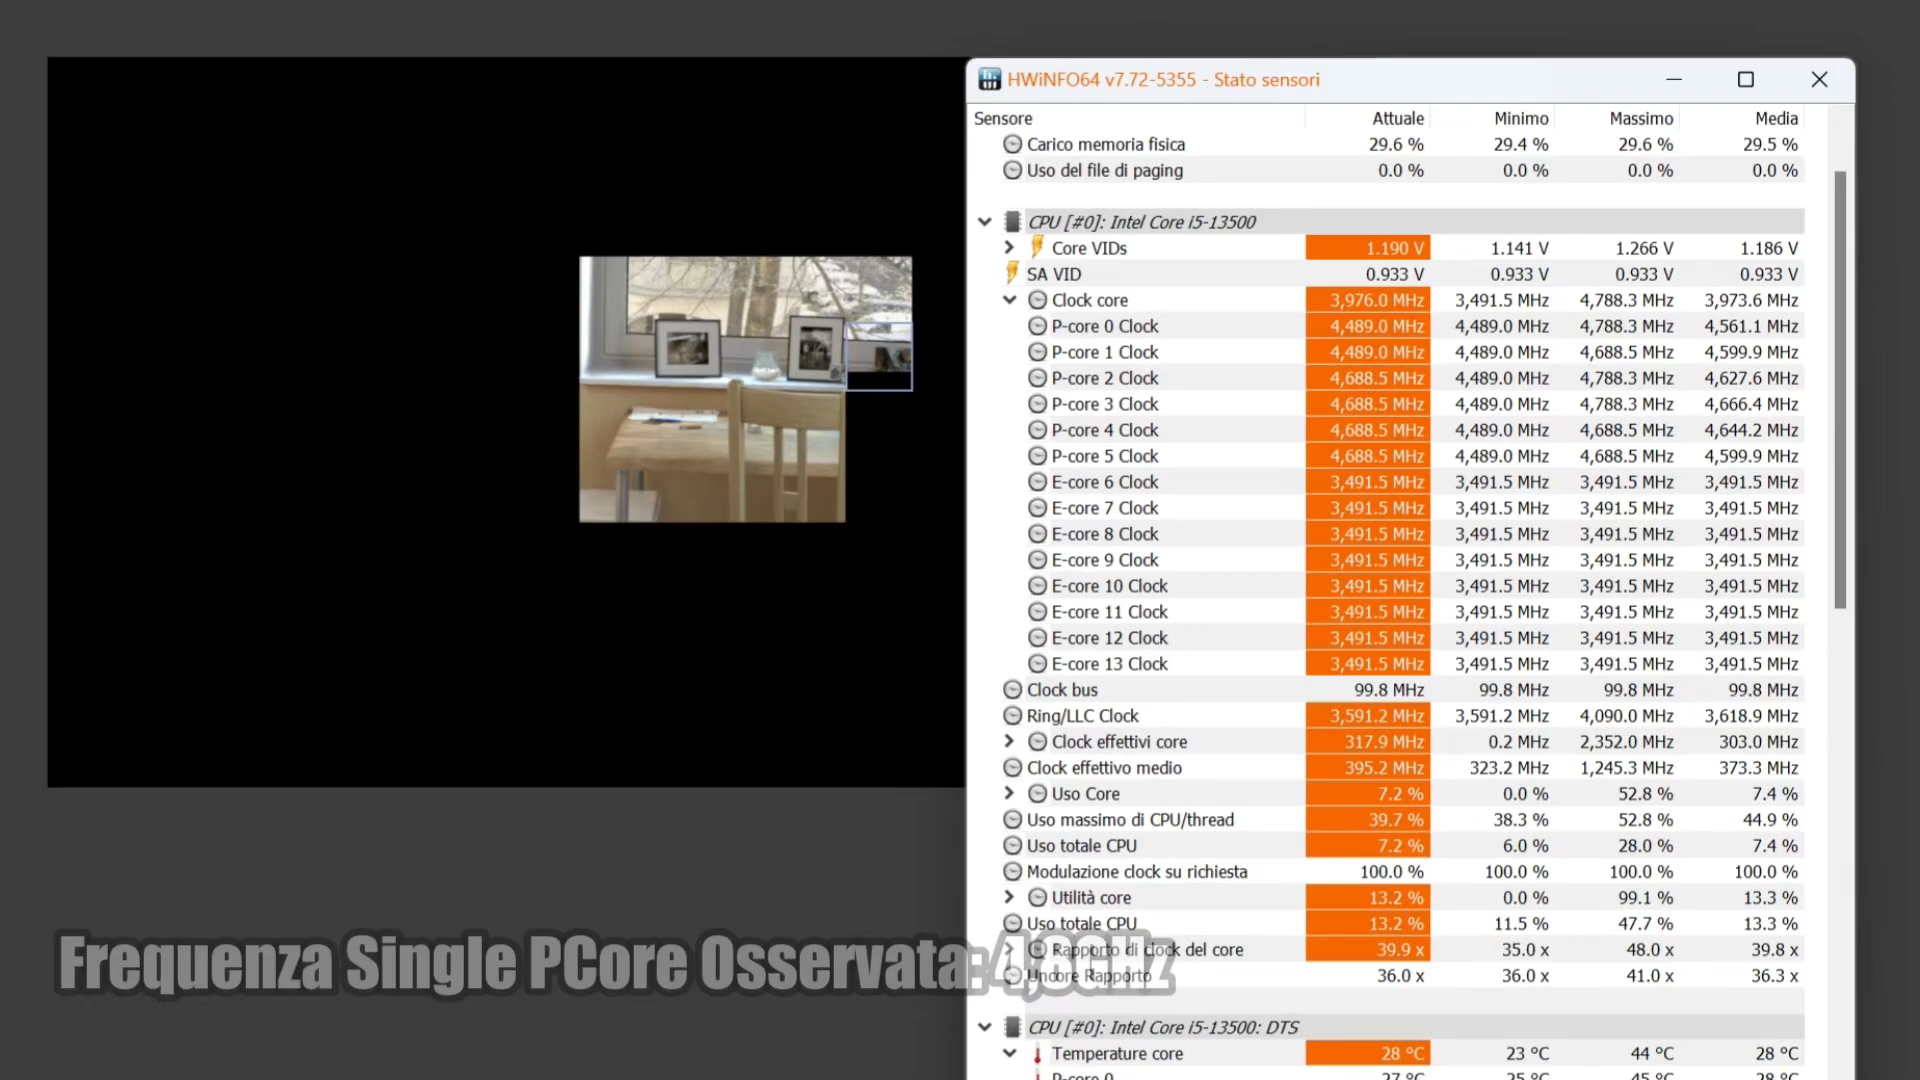 HWiNFO64 v7.72-5355 - Stato sensori
Sensore Attuale Minimo Massimo Media
Carico memoria fisica 29.6 % 29.4 % 29.6 % 29.5 %
Uso del file di paging 0.0 % 0.0 % 0.0 % 0.0 %
CPU [#0]: Intel Core i5-13500
Core VIDs 1.190 V 1.141 V 1.266 V 1.186 V
SA VID 0.933 V 0.933 V 0.933 V 0.933 V
Clock core 3,976.0 MHz 3,491.5 MHz 4,788.3 MHz 3,973.6 MHz
P-core 0 Clock 4,489.0 MHz 4,489.0 MHz 4,788.3 MHz 4,561.1 MHz
P-core 1 Clock 4,489.0 MHz 4,489.0 MHz 4,688.5 MHz 4,599.9 MHz
P-core 2 Clock 4,688.5 MHz 4,489.0 MHz 4,788.3 MHz 4,627.6 MHz
P-core 3 Clock 4,688.5 MHz 4,489.0 MHz 4,788.3 MHz 4,666.4 MHz
P-core 4 Clock 4,688.5 MHz 4,489.0 MHz 4,688.5 MHz 4,644.2 MHz
P-core 5 Clock 4,688.5 MHz 4,489.0 MHz 4,688.5 MHz 4,599.9 MHz
E-core 6 Clock 3,491.5 MHz 3,491.5 MHz 3,491.5 MHz 3,491.5 MHz
E-core 7 Clock 3,491.5 MHz 3,491.5 MHz 3,491.5 MHz 3,491.5 MHz
E-core 8 Clock 3,491.5 MHz 3,491.5 MHz 3,491.5 MHz 3,491.5 MHz
E-core 9 Clock 3,491.5 MHz 3,491.5 MHz 3,491.5 MHz 3,491.5 MHz
E-core 10 Clock 3,491.5 MHz 3,491.5 MHz 3,491.5 MHz 3,491.5 MHz
E-core 11 Clock 3,491.5 MHz 3,491.5 MHz 3,491.5 MHz 3,491.5 MHz
E-core 12 Clock 3,491.5 MHz 3,491.5 MHz 3,491.5 MHz 3,491.5 MHz
E-core 13 Clock 3,491.5 MHz 3,491.5 MHz 3,491.5 MHz 3,491.5 MHz
Clock bus 99.8 MHz 99.8 MHz 99.8 MHz 99.8 MHz
Ring/LLC Clock 3,591.2 MHz 3,591.2 MHz 4,090.0 MHz 3,618.9 MHz
Clock effettivi core 317.9 MHz 0.2 MHz 2,352.0 MHz 303.0 MHz
Clock effettivo medio 395.2 MHz 323.2 MHz 1,245.3 MHz 373.3 MHz
Uso Core 7.2 % 0.0 % 52.8 % 7.4 %
Uso massimo di CPU/thread 39.7 % 38.3 % 52.8 % 44.9 %
Uso totale CPU 7.2 % 6.0 % 28.0 % 7.4 %
Modulazione clock su richiesta 100.0 % 100.0 % 100.0 % 100.0 %
Utilità core 13.2 % 0.0 % 99.1 % 13.3 %
Uso totale CPU 13.2 % 11.5 % 47.7 % 13.3 %
Rapporto di clock del core 39.9 x 35.0 x 48.0 x 39.8 x
Uncore Rapporto 36.0 x 36.0 x 41.0 x 36.3 x
Frequenza Single PCore Osservata: 4,8GHz
CPU [#0]: Intel Core i5-13500: DTS
Temperature core 28 °C 23 °C 44 °C 28 °C
P-core 0 27 °C 25 °C 45 °C 28 °C